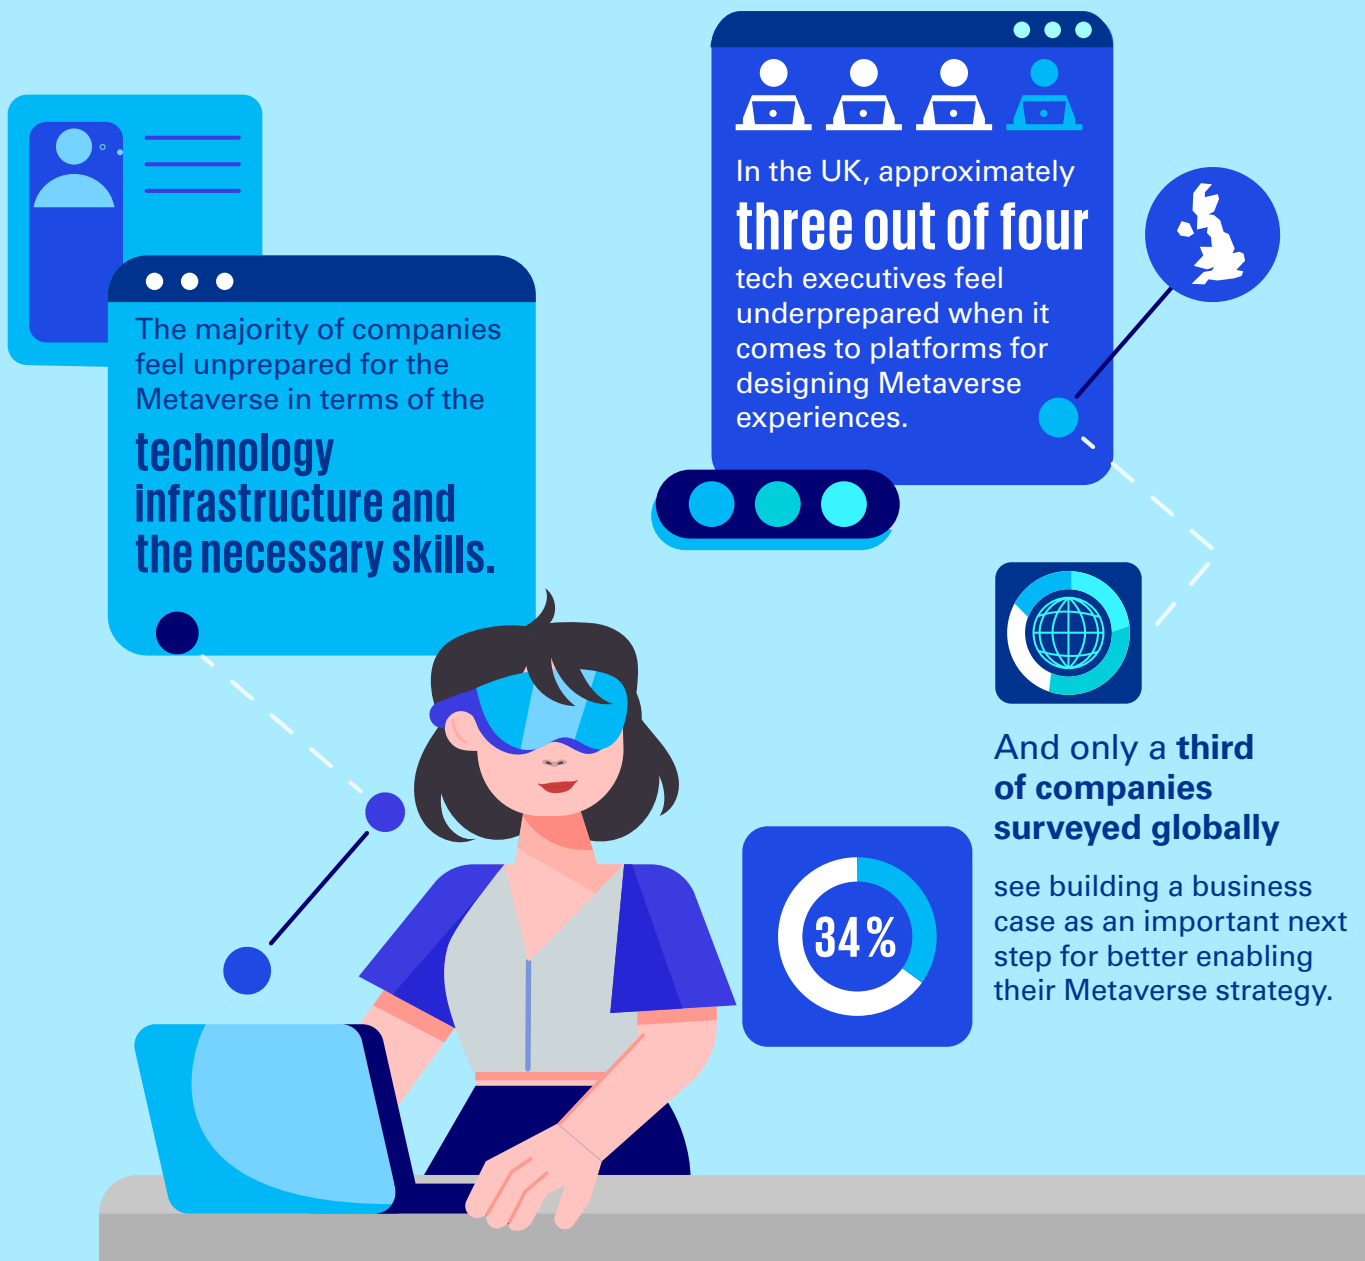 In the UK, approximately
three out of four
tech executives feel
underprepared when it
comes to platforms for
designing Metaverse
experiences.
The majority of companies
feel unprepared for the
Metaverse in terms of the
technology
infrastructure and
the necessary skills.
And only a third
of companies
surveyed globally
see building a business
case as an important next
step for better enabling
their Metaverse strategy.
34%